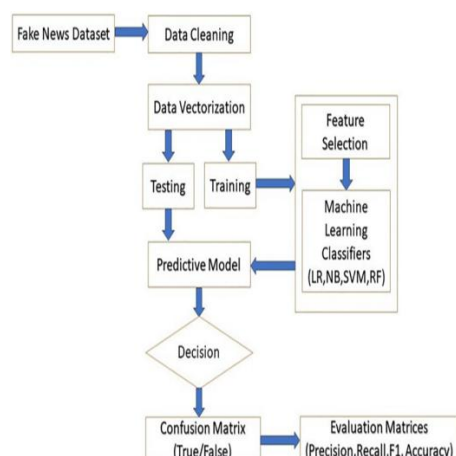 Fake News Dataset
Data Cleaning
Data Vectorization
Feature
Selection
Testing
Training
Machine
Learning
Classifiers
(LR,NB,SVM,RF)
Predictive Model
Decision
Confusion Matrix
(True/False)
Evaluation Matrices
(Precision,Recall,F1,Accuracy)